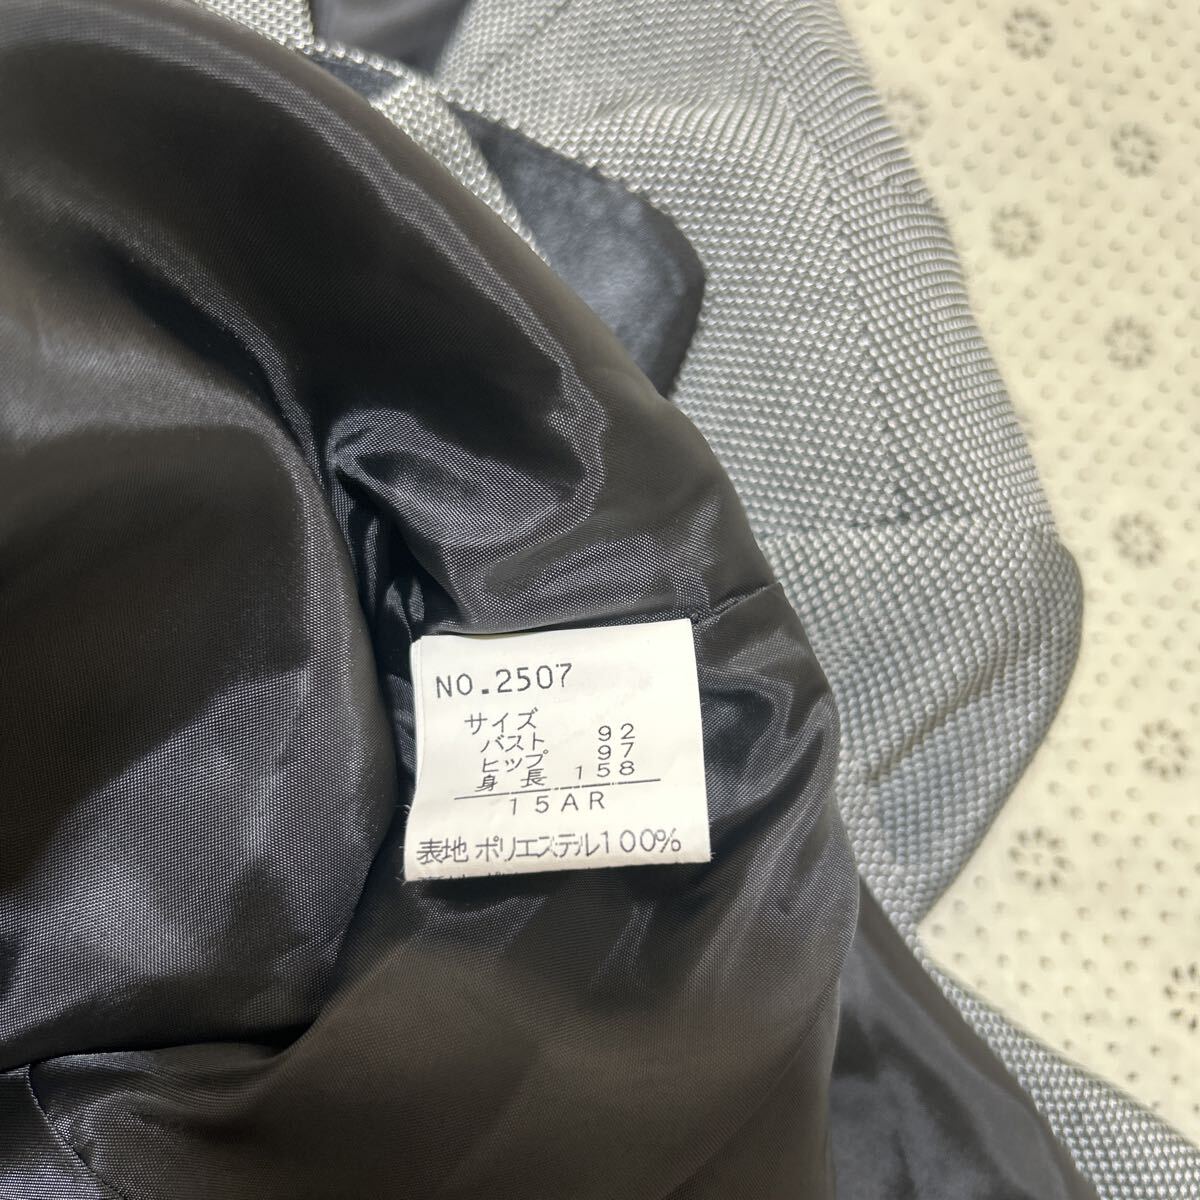 NO.2507
サイズ
バスト 92
ヒップ 97
身長 158
15AR
表地 ポリエステル100%